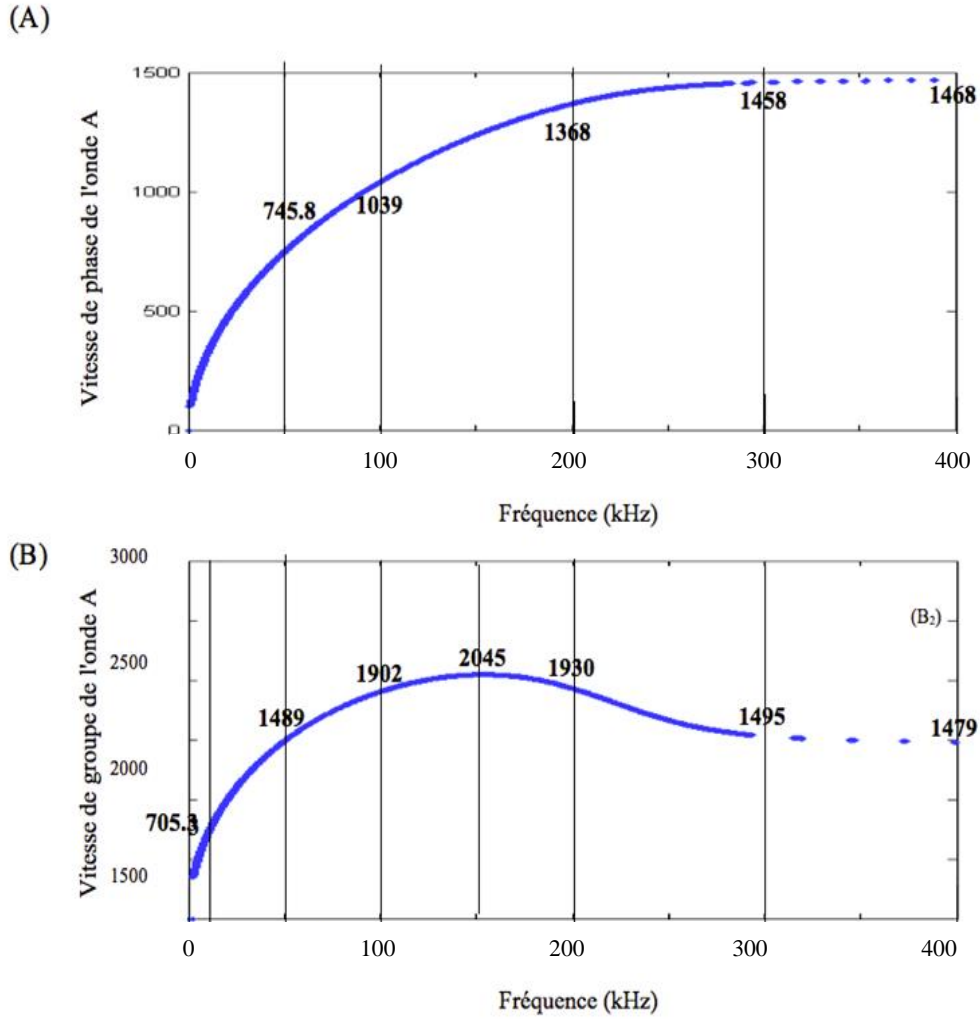 (A)
Vitesse de phase de l'onde A
1500
1000
500
0
745.8
1039
1368
1458
1468
0 100 200 300 400
Fréquence (kHz)
(B)
Vitesse de groupe de l'onde A
3000
2500
2000
1500
705.3
1489
1902
2045
1930
1495
1479
(B₂)
0 100 200 300 400
Fréquence (kHz)